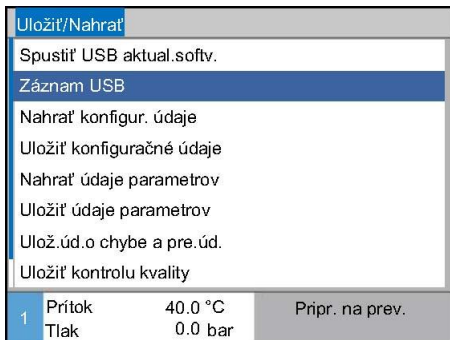 Uložiť/Nahrať
Spustiť USB aktual.softv.
Záznam USB
Nahrať konfigur. údaje
Uložiť konfiguračné údaje
Nahrať údaje parametrov
Uložiť údaje parametrov
Ulož.úd.o chybe a pre.úd.
Uložiť kontrolu kvality
1 Prítok 40.0 °C Pripr. na prev.
Tlak 0.0 bar